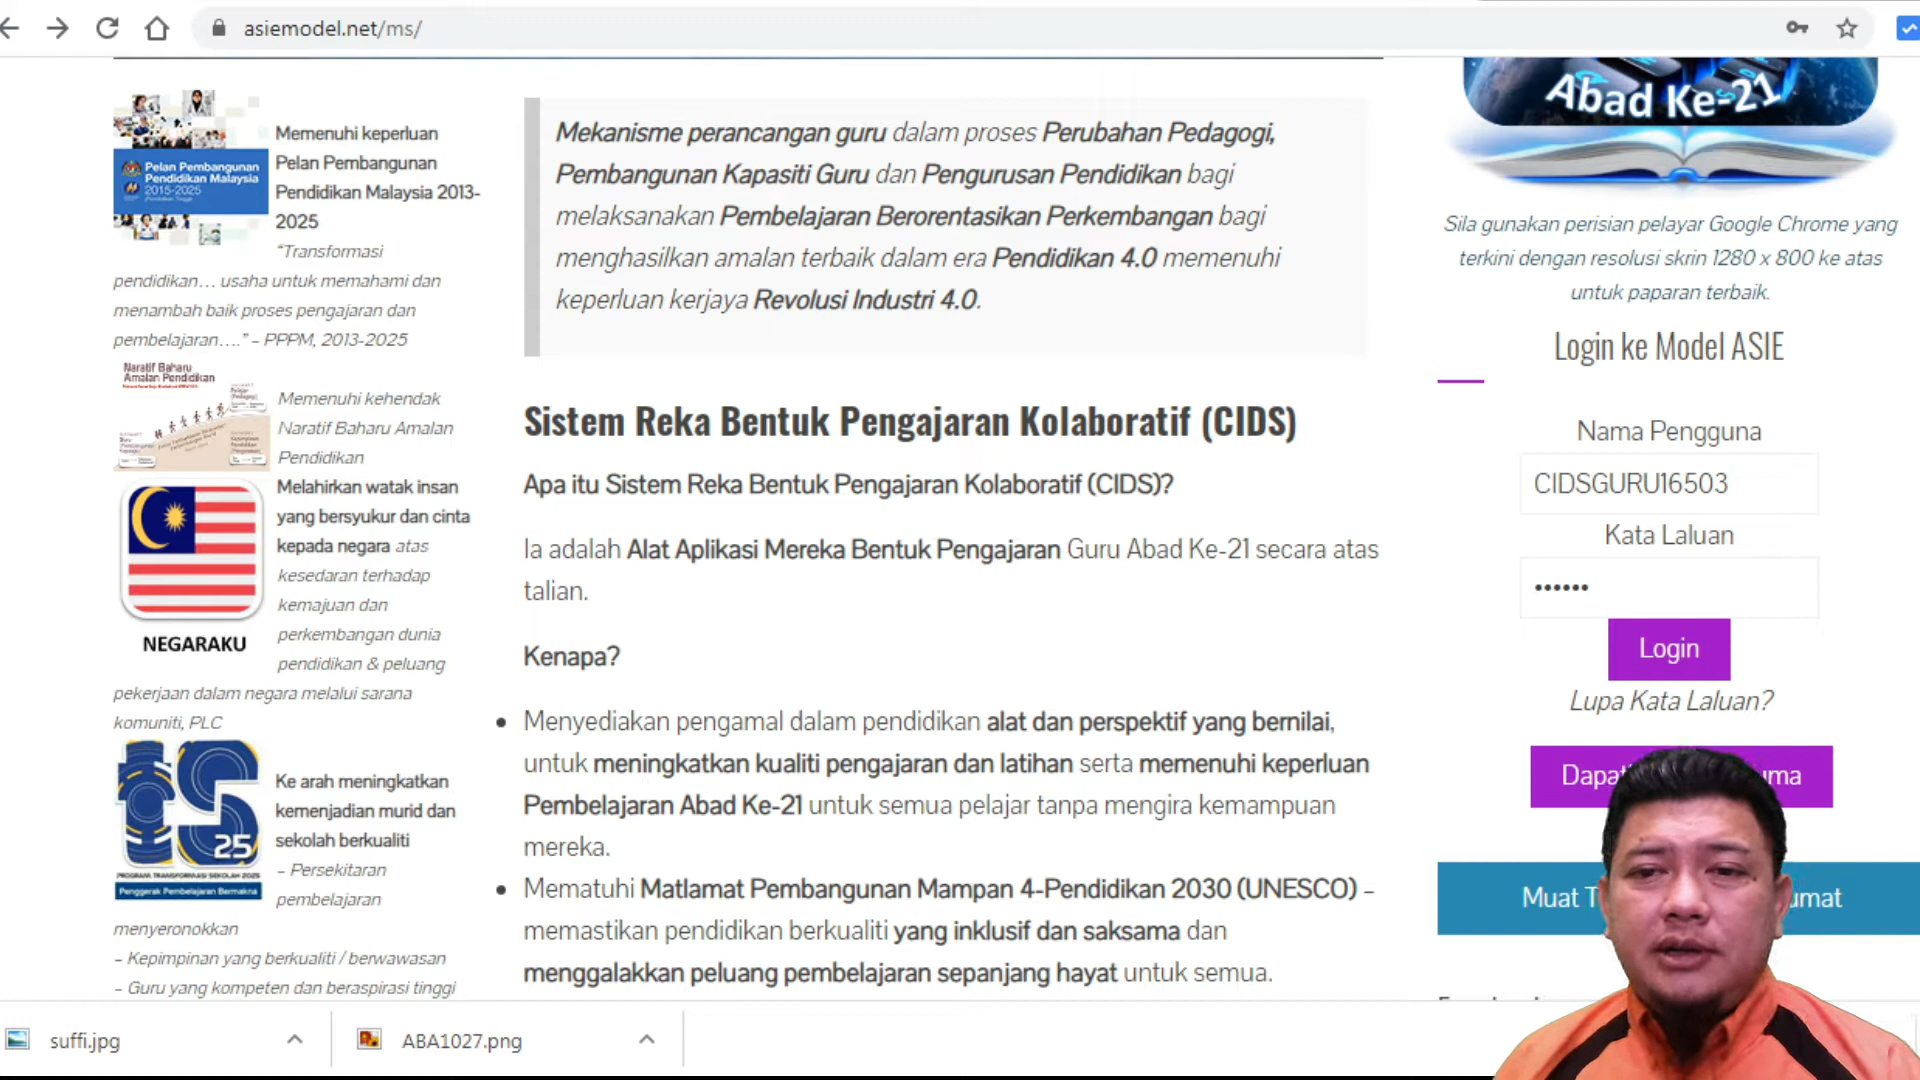 asiemodel.net/ms/
Pelan Pembangunan
Pendidikan Malaysia
2015-2025
Memenuhi keperluan
Pelan Pembangunan
Pendidikan Malaysia 2013-
2025
“Transformasi
pendidikan… usaha untuk memahami dan
menambah baik proses pengajaran dan
pembelajaran….” – PPPM, 2013-2025
Naratif Baharu
Amalan Pendidikan
Memenuhi kehendak
Naratif Baharu Amalan
Pendidikan
Melahirkan watak insan
yang bersyukur dan cinta
kepada negara atas
kesedaran terhadap
kemajuan dan
perkembangan dunia
pendidikan & peluang
pekerjaan dalam negara melalui sarana
komuniti, PLC
NEGARAKU
25
PROGRAM TRANSFORMASI SEKOLAH 2025
Penggerak Pembelajaran Bermakna
Ke arah meningkatkan
kemenjadian murid dan
sekolah berkualiti
– Persekitaran
pembelajaran
menyeronokkan
– Kepimpinan yang berkualiti / berwawasan
– Guru yang kompeten dan beraspirasi tinggi
Mekanisme perancangan guru dalam proses Perubahan Pedagogi,
Pembangunan Kapasiti Guru dan Pengurusan Pendidikan bagi
melaksanakan Pembelajaran Berorentasikan Perkembangan bagi
menghasilkan amalan terbaik dalam era Pendidikan 4.0 memenuhi
keperluan kerjaya Revolusi Industri 4.0.
Sistem Reka Bentuk Pengajaran Kolaboratif (CIDS)
Apa itu Sistem Reka Bentuk Pengajaran Kolaboratif (CIDS)?
Ia adalah Alat Aplikasi Mereka Bentuk Pengajaran Guru Abad Ke-21 secara atas
talian.
Kenapa?
• Menyediakan pengamal dalam pendidikan alat dan perspektif yang bernilai,
untuk meningkatkan kualiti pengajaran dan latihan serta memenuhi keperluan
Pembelajaran Abad Ke-21 untuk semua pelajar tanpa mengira kemampuan
mereka.
• Mematuhi Matlamat Pembangunan Mampan 4-Pendidikan 2030 (UNESCO) –
memastikan pendidikan berkualiti yang inklusif dan saksama dan
menggalakkan peluang pembelajaran sepanjang hayat untuk semua.
Abad Ke-21
Sila gunakan perisian pelayar Google Chrome yang
terkini dengan resolusi skrin 1280 x 800 ke atas
untuk paparan terbaik.
Login ke Model ASIE
Nama Pengguna
CIDSGURU16503
Kata Laluan
••••••
Login
Lupa Kata Laluan?
suffi.jpg
ABA1027.png